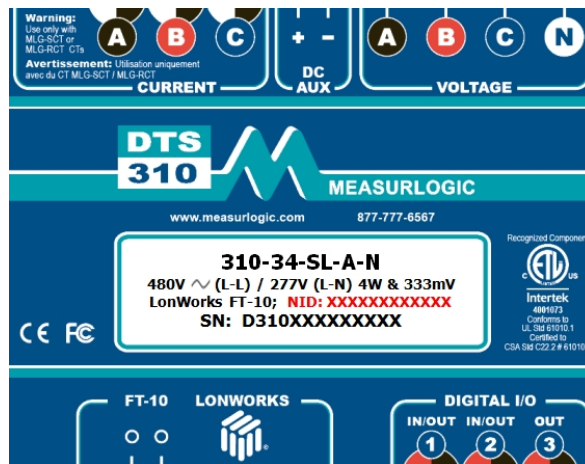 Warning:
Use only with
MLG-SCT or
MLG-RCT CTs
Avertissement: Utilisation uniquement
avec du CT MLG-SCT / MLG-RCT
A B C
CURRENT
+ −
DC
AUX
A B C N
VOLTAGE
DTS
310
MEASURLOGIC
www.measurlogic.com 877-777-6567
310-34-SL-A-N
480V ∿ (L-L) / 277V (L-N) 4W & 333mV
LonWorks FT-10; NID: XXXXXXXXXXXX
SN: D310XXXXXXXXX
Recognized Component
C ETL US
Intertek
4001673
Conforms to
UL Std 61010.1
Certified to
CSA Std C22.2 # 61010
CE FC
FT-10 LONWORKS
DIGITAL I/O
IN/OUT IN/OUT OUT
1 2 3